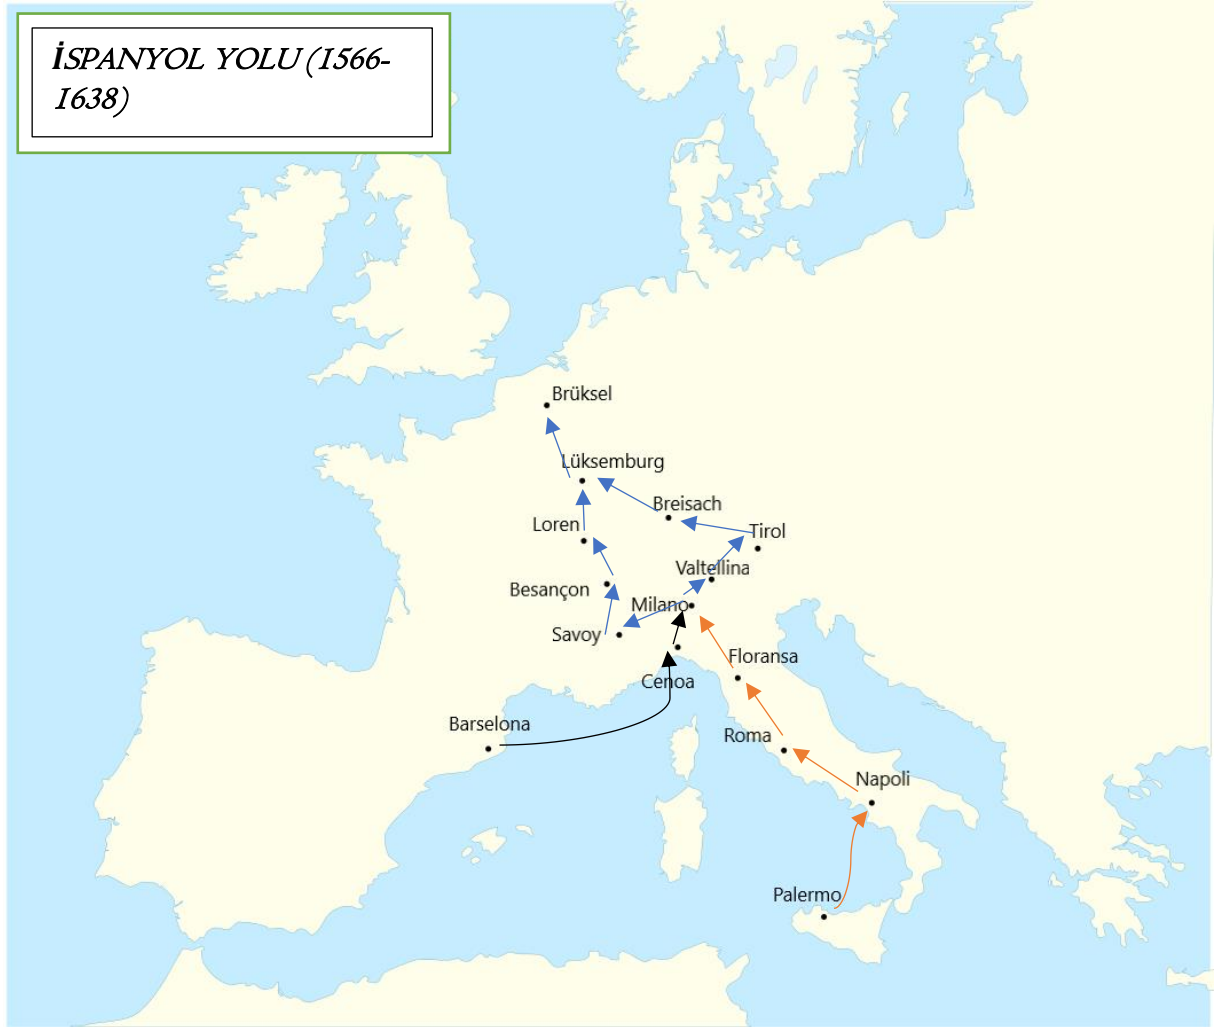 İSPANYOL YOLU (1566-
1638)
Brüksel
Lüksemburg
Breisach
Loren
Tirol
Valtellina
Besançon
Milano
Savoy
Floransa
Cenoa
Barselona
Roma
Napoli
Palermo